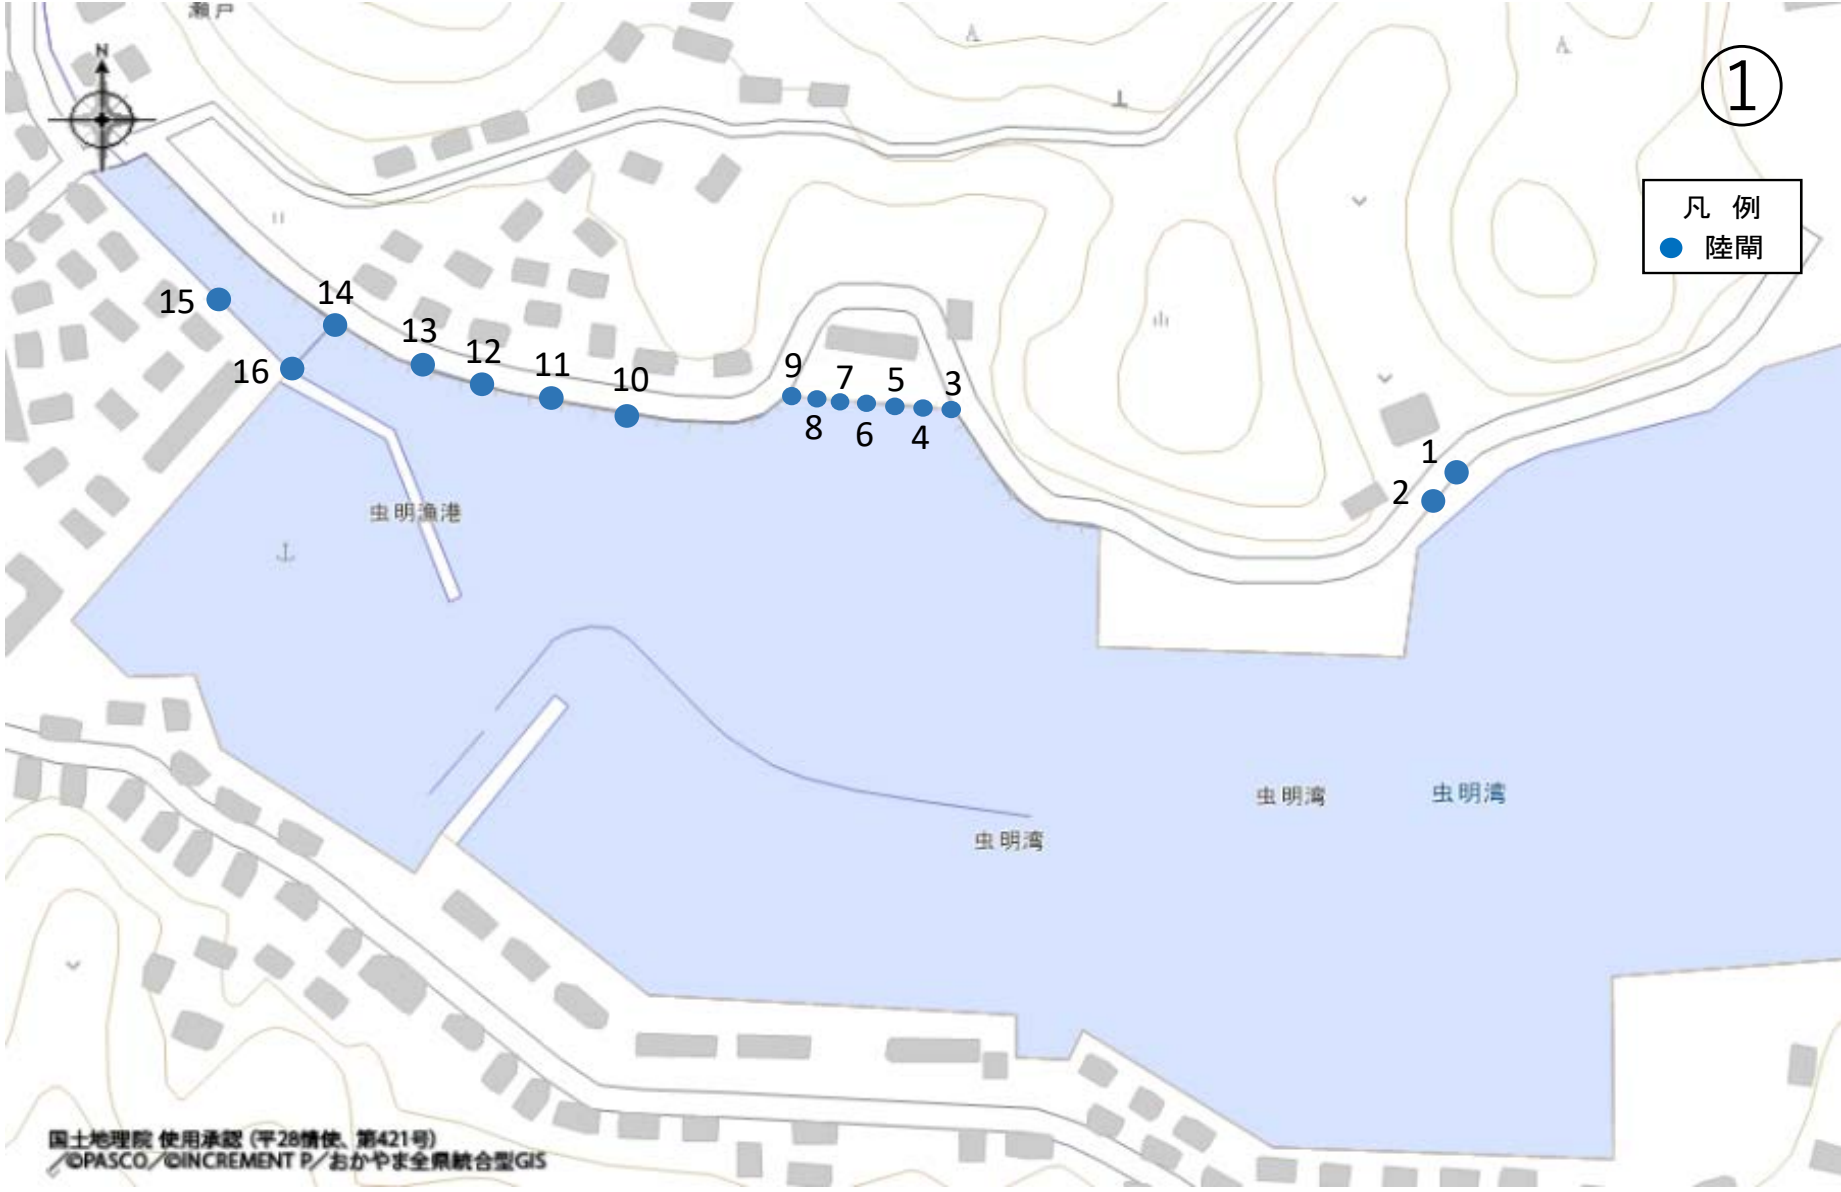 瀬戸
N
①
凡 例
陸閘
15
14
13
16
12
11
10
9
7
5
3
8
6
4
1
2
虫明漁港
虫明湾
虫明湾
虫明湾
国土地理院 使用承認 (平28情使、第421号)
/©PASCO/©INCREMENT P/おかやま全県統合型GIS